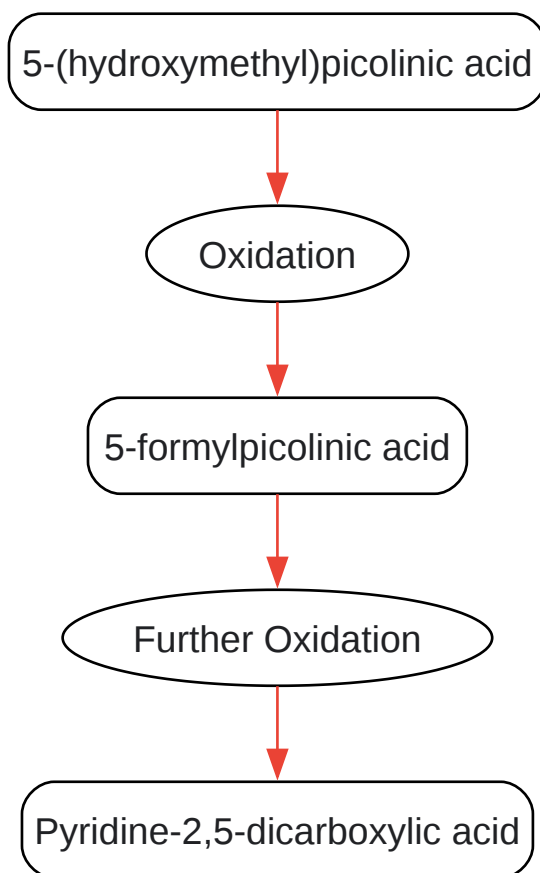 5-(hydroxymethyl)picolinic acid
Oxidation
5-formylpicolinic acid
Further Oxidation
Pyridine-2,5-dicarboxylic acid